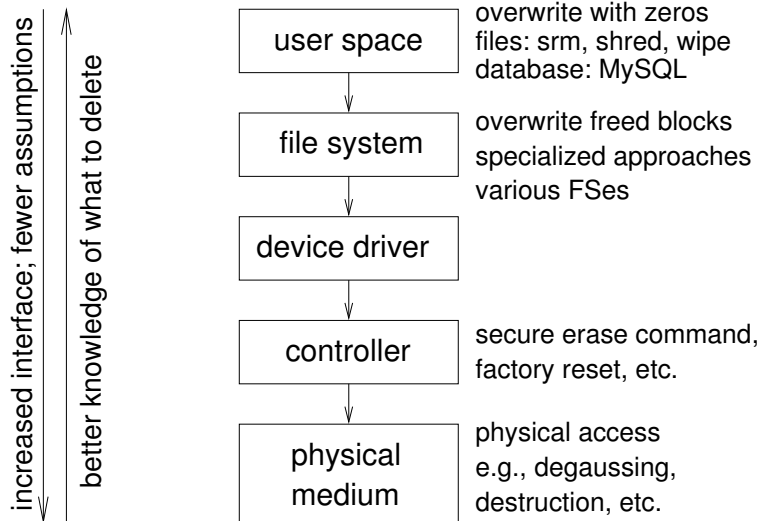 increased interface; fewer assumptions
better knowledge of what to delete
user space
overwrite with zeros
files: srm, shred, wipe
database: MySQL
file system
overwrite freed blocks
specialized approaches
various FSes
device driver
controller
secure erase command,
factory reset, etc.
physical
medium
physical access
e.g., degaussing,
destruction, etc.